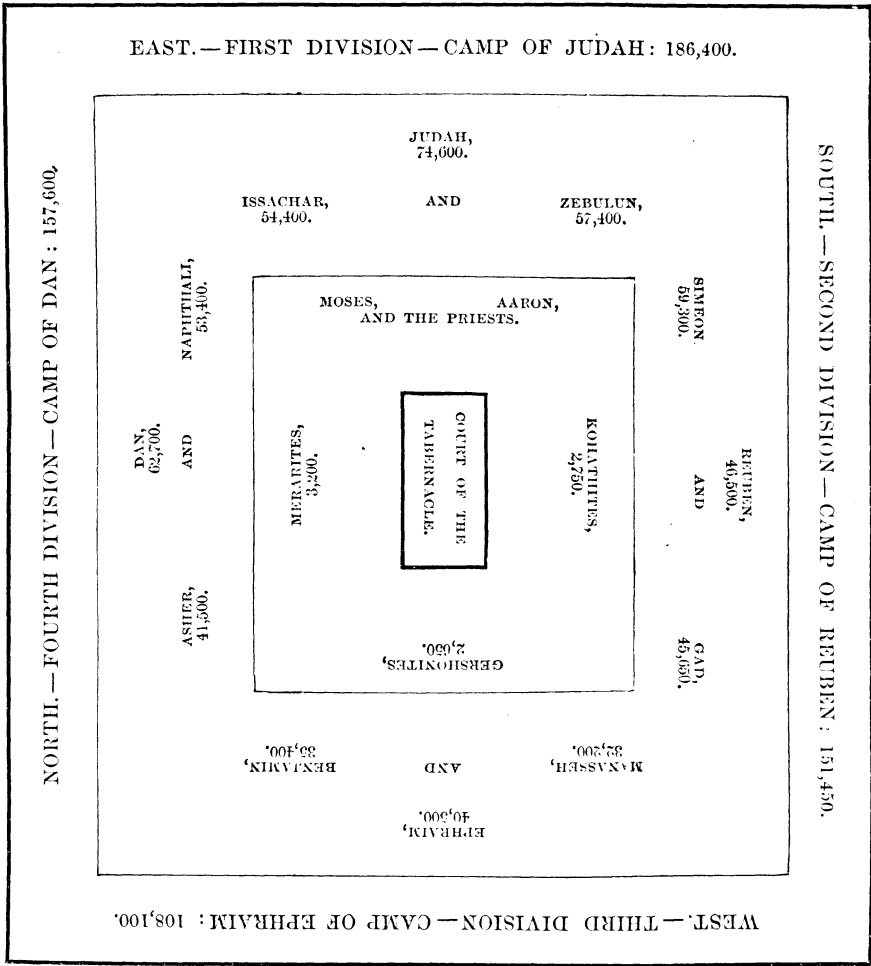 EAST.—FIRST DIVISION—CAMP OF JUDAH: 186,400.
JUDAH,
74,600.
ISSACHAR,
54,400.
AND
ZEBULUN,
57,400.
NORTH.—FOURTH DIVISION—CAMP OF DAN: 157,600,
NAPHTHALI,
53,400.
DAN,
62,700.
AND
ASHER,
41,500.
MOSES, AARON,
AND THE PRIESTS.
MERARITES,
3,200.
COURT OF THE
TABERNACLE.
KOHATHITES,
2,750.
GERSHONITES,
2,050.
SIMEON
59,300.
REUBEN,
46,500.
AND
GAD,
45,650.
SOUTH.—SECOND DIVISION—CAMP OF REUBEN: 151,450.
MANASSEH,
32,200.
AND
BENJAMIN,
35,400.
EPHRAIM,
40,500.
WEST.—THIRD DIVISION—CAMP OF EPHRAIM: 108,100.